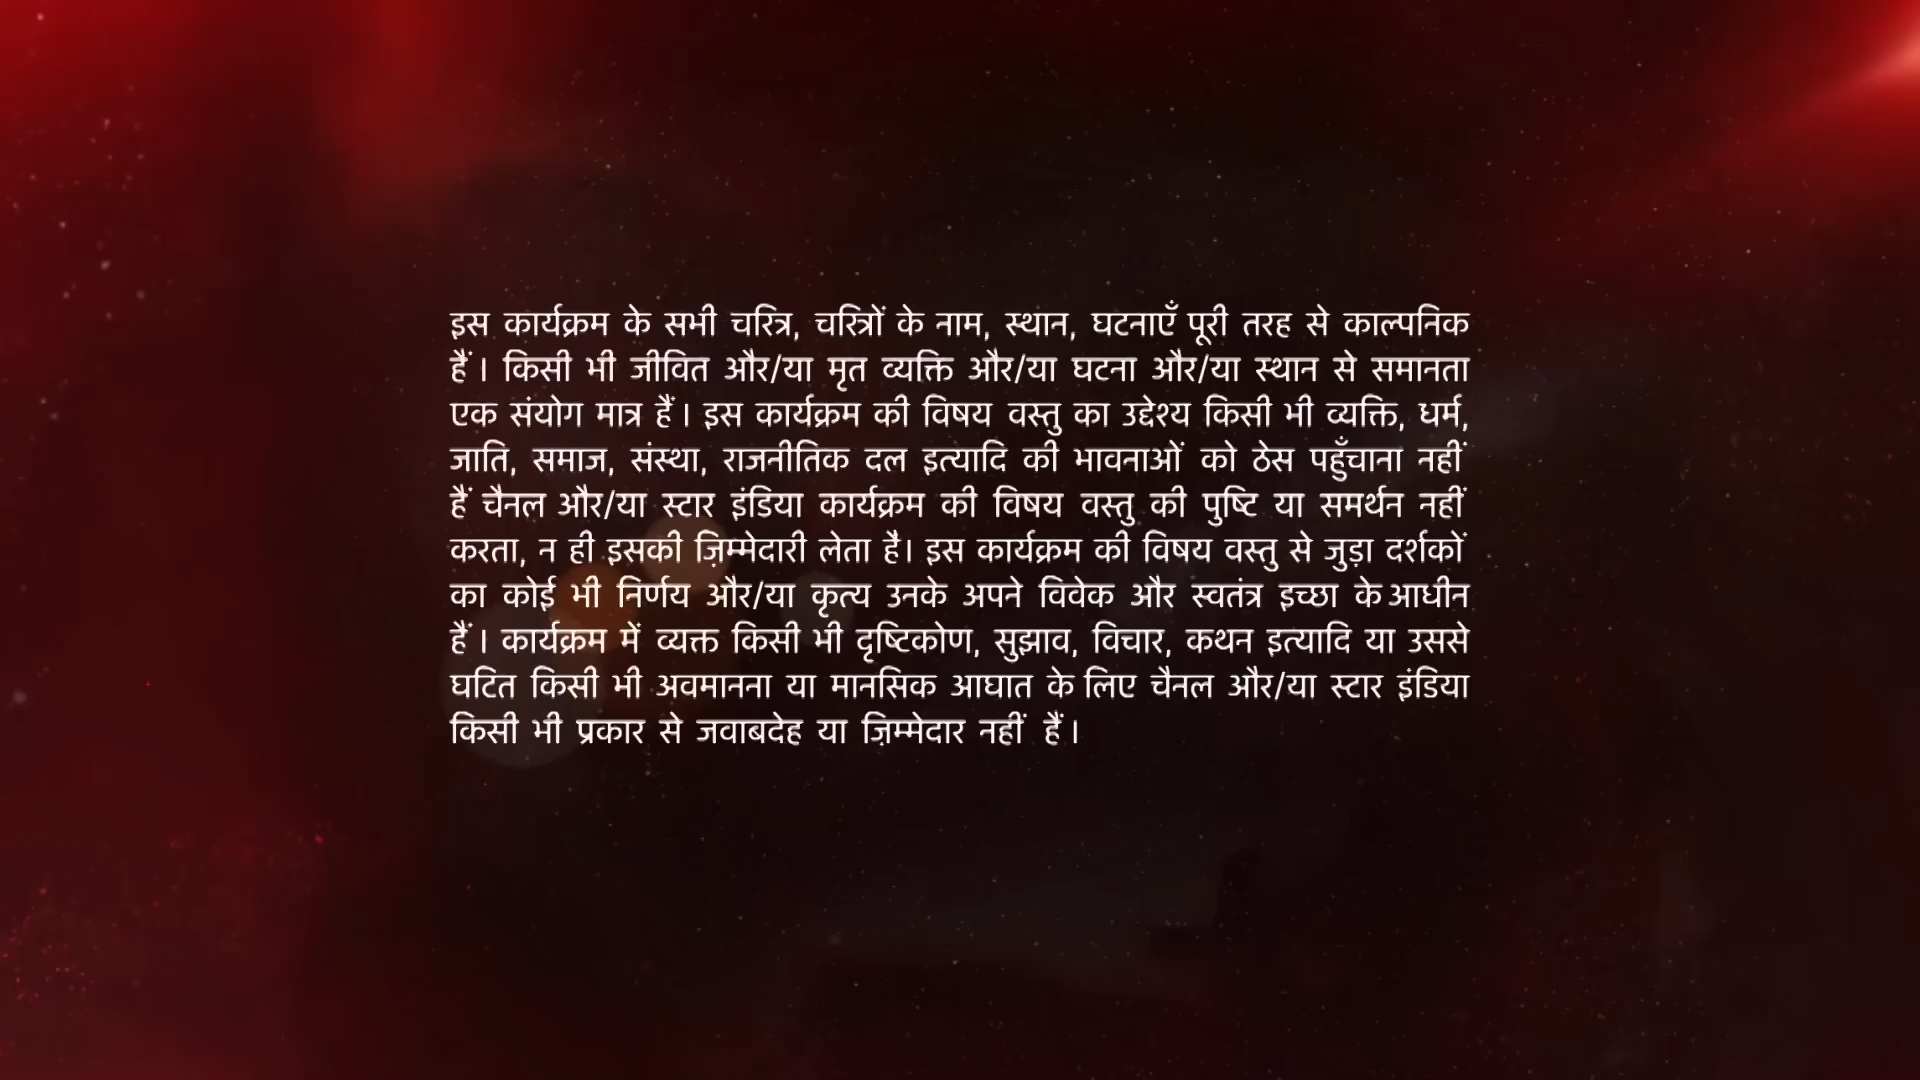 इस कार्यक्रम के सभी चरित्र, चरित्रों के नाम, स्थान, घटनाएँ पूरी तरह से काल्पनिक
हैं। किसी भी जीवित और/या मृत व्यक्ति और/या घटना और/या स्थान से समानता
एक संयोग मात्र हैं। इस कार्यक्रम की विषय वस्तु का उद्देश्य किसी भी व्यक्ति, धर्म,
जाति, समाज, संस्था, राजनीतिक दल इत्यादि की भावनाओं को ठेस पहुँचाना नहीं
हैं चैनल और/या स्टार इंडिया कार्यक्रम की विषय वस्तु की पुष्टि या समर्थन नहीं
करता, न ही इसकी ज़िम्मेदारी लेता है। इस कार्यक्रम की विषय वस्तु से जुड़ा दर्शकों
का कोई भी निर्णय और/या कृत्य उनके अपने विवेक और स्वतंत्र इच्छा के आधीन
हैं। कार्यक्रम में व्यक्त किसी भी दृष्टिकोण, सुझाव, विचार, कथन इत्यादि या उससे
घटित किसी भी अवमानना या मानसिक आघात के लिए चैनल और/या स्टार इंडिया
किसी भी प्रकार से जवाबदेह या ज़िम्मेदार नहीं हैं।